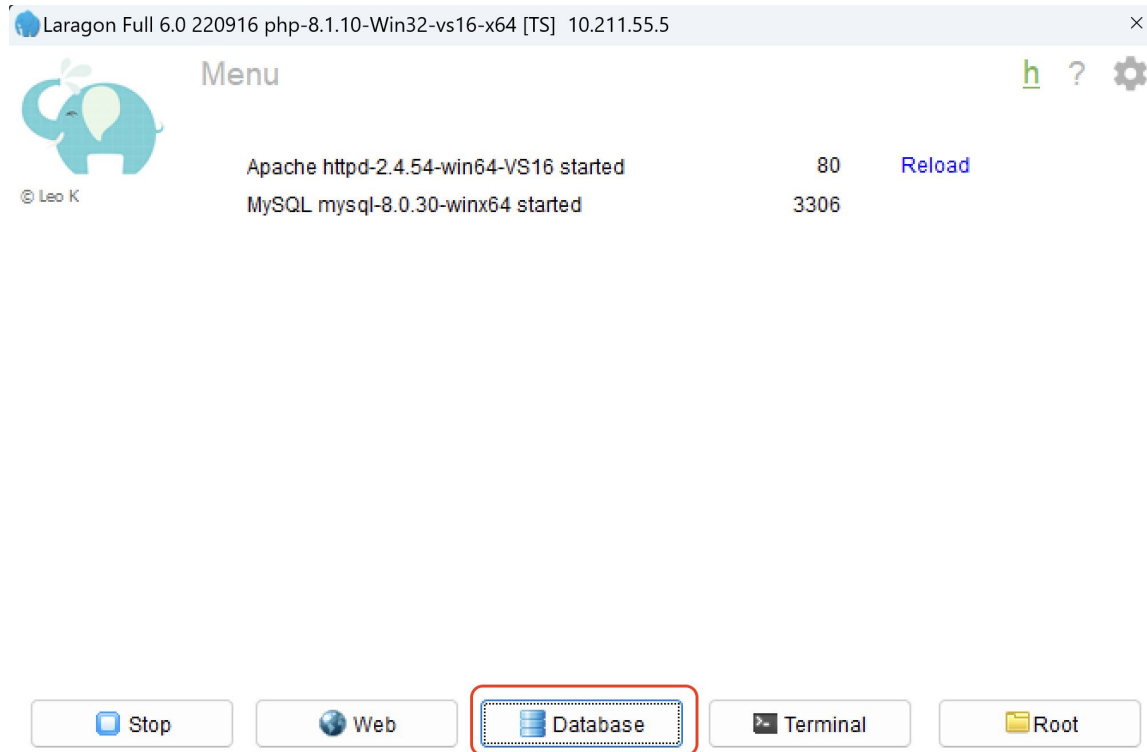 Laragon Full 6.0 220916 php-8.1.10-Win32-vs16-x64 [TS] 10.211.55.5
Menu
h ?
Apache httpd-2.4.54-win64-VS16 started 80 Reload
© Leo K
MySQL mysql-8.0.30-winx64 started 3306
Stop Web Database Terminal Root